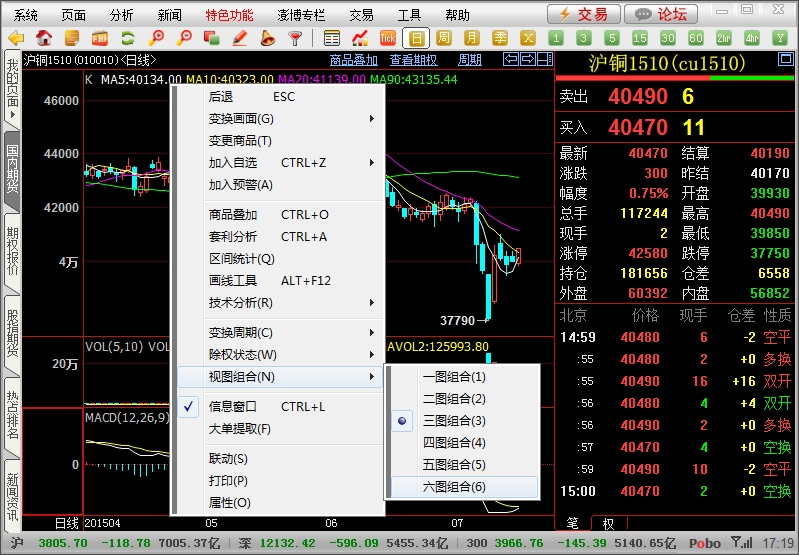 系统 页面 分析 新闻 特色功能 澎博专栏 交易 工具 帮助 交易 论坛
Tick 日 周 月 季 N X 1 3 5 15 30 60 2hr 4hr Y
我的页面
国内期货
期权报价
股指期货
热点排名
新闻资讯
沪铜1510(010010)<日线> 商品叠加 查看期权 周期
K MA5:40134.00 MA10:40323.00 MA20:41139.00 MA90:43135.44
46000
44000
42000
4万
37790
VOL(5,10) VOL
AVOL2:125993.80
20万
MACD(12,26,9)
0
日线 201504 05 06 07
后退 ESC
变换画面(G)
变更商品(T)
加入自选 CTRL+Z
加入预警(A)
商品叠加 CTRL+O
套利分析 CTRL+A
区间统计(Q)
画线工具 ALT+F12
技术分析(R)
变换周期(C)
除权状态(W)
视图组合(N)
信息窗口 CTRL+L
大单提取(F)
联动(S)
打印(P)
属性(O)
一图组合(1)
二图组合(2)
三图组合(3)
四图组合(4)
五图组合(5)
六图组合(6)
沪铜1510(cu1510)
卖出 40490 6
买入 40470 11
最新 40470 结算 40190
涨跌 300 昨结 40170
幅度 0.75% 开盘 39930
总手 117244 最高 40490
现手 2 最低 39850
涨停 42580 跌停 37750
持仓 181656 仓差 6558
外盘 60392 内盘 56852
北京 价格 现手 仓差 性质
14:59 40480 6 -2 空平
:55 40480 2 +0 多换
:55 40490 16 +16 双开
:56 40480 4 +4 双开
:56 40490 2 +0 多换
:57 40470 4 +0 空换
:59 40490 10 -2 空平
15:00 40470 2 +0 空换
笔 权
沪 3805.70 -118.78 7005.37亿 深 12132.42 -596.09 5455.34亿 300 3966.76 -145.39 5140.65亿 Pobo 17:19